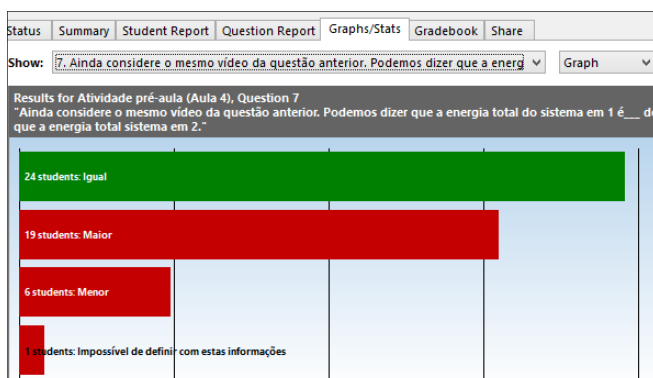 Status Summary Student Report Question Report Graphs/Stats Gradebook Share
Show: 7. Ainda considere o mesmo vídeo da questão anterior. Podemos dizer que a energ Graph
Results for Atividade pré-aula (Aula 4), Question 7
"Ainda considere o mesmo vídeo da questão anterior. Podemos dizer que a energia total do sistema em 1 é___ d
que a energia total sistema em 2."
24 students: Igual
19 students: Maior
6 students: Menor
1 students: Impossível de definir com estas informações